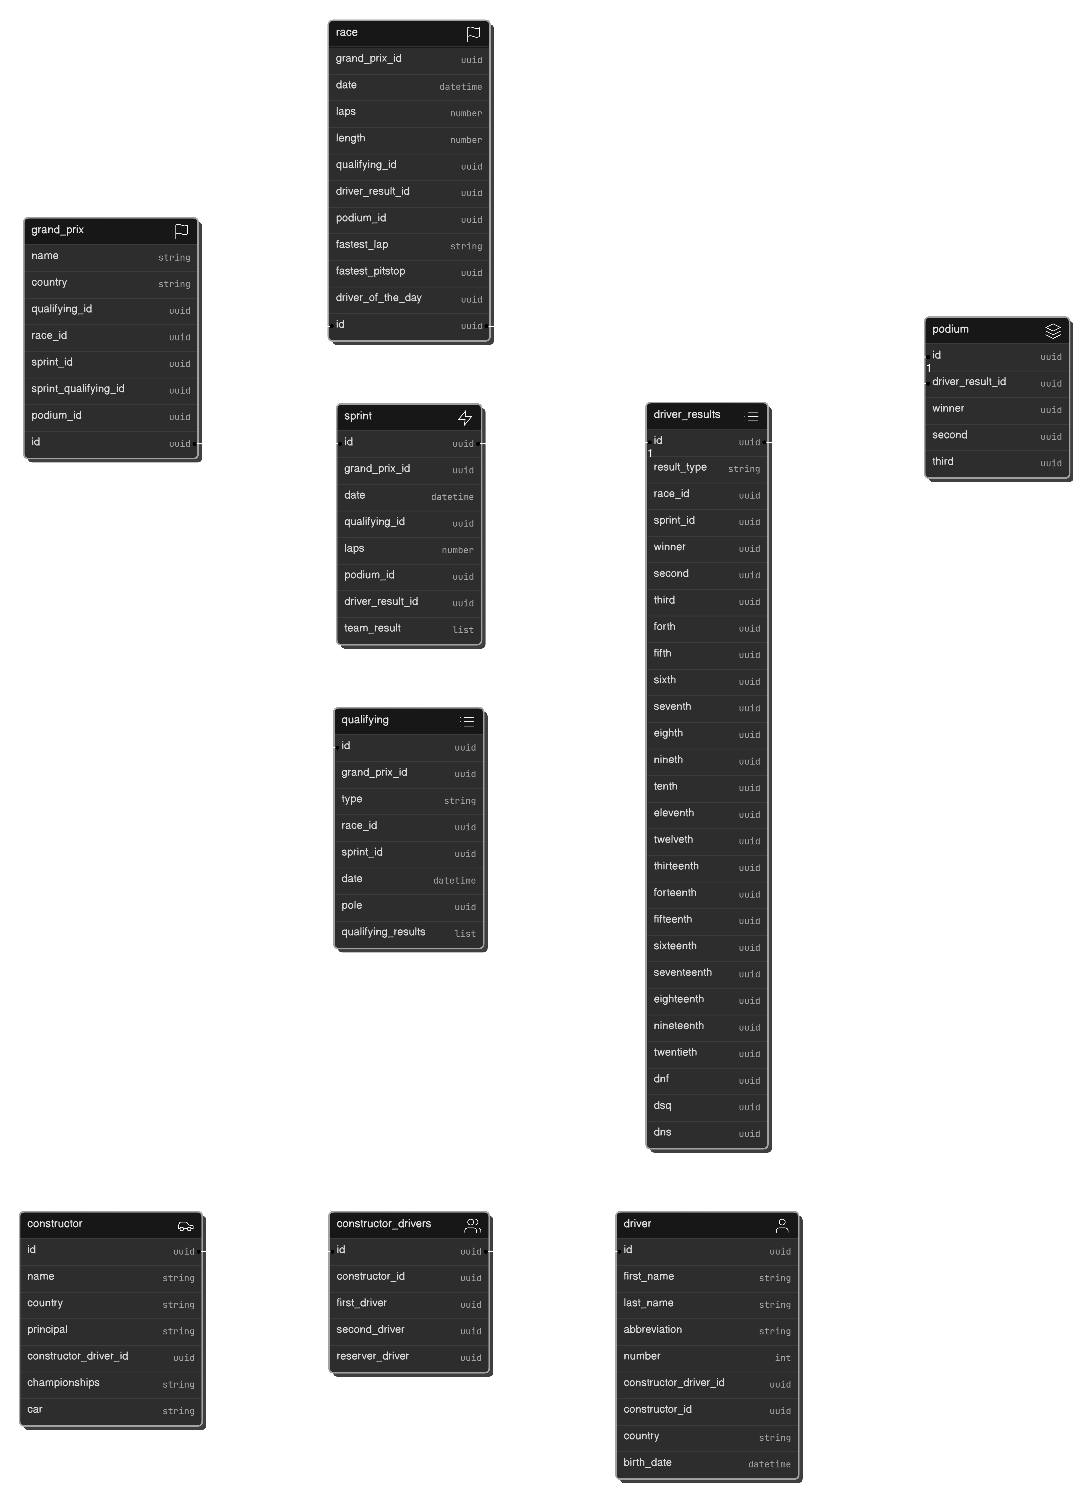 race
grand_prix_id uuid
date datetime
laps number
length number
qualifying_id uuid
driver_result_id uuid
podium_id uuid
fastest_lap string
fastest_pitstop uuid
driver_of_the_day uuid
id uuid
grand_prix
name string
country string
qualifying_id uuid
race_id uuid
sprint_id uuid
sprint_qualifying_id uuid
podium_id uuid
id uuid
podium
id uuid
1
driver_result_id uuid
winner uuid
second uuid
third uuid
sprint
id uuid
grand_prix_id uuid
date datetime
qualifying_id uuid
laps number
podium_id uuid
driver_result_id uuid
team_result list
driver_results
id uuid
1
result_type string
race_id uuid
sprint_id uuid
winner uuid
second uuid
third uuid
forth uuid
fifth uuid
sixth uuid
seventh uuid
eighth uuid
nineth uuid
tenth uuid
eleventh uuid
twelveth uuid
thirteenth uuid
forteenth uuid
fifteenth uuid
sixteenth uuid
seventeenth uuid
eighteenth uuid
nineteenth uuid
twentieth uuid
dnf uuid
dsq uuid
dns uuid
qualifying
id uuid
grand_prix_id uuid
type string
race_id uuid
sprint_id uuid
date datetime
pole uuid
qualifying_results list
constructor
id uuid
name string
country string
principal string
constructor_driver_id uuid
championships string
car string
constructor_drivers
id uuid
constructor_id uuid
first_driver uuid
second_driver uuid
reserver_driver uuid
driver
id uuid
first_name string
last_name string
abbreviation string
number int
constructor_driver_id uuid
constructor_id uuid
country string
birth_date datetime